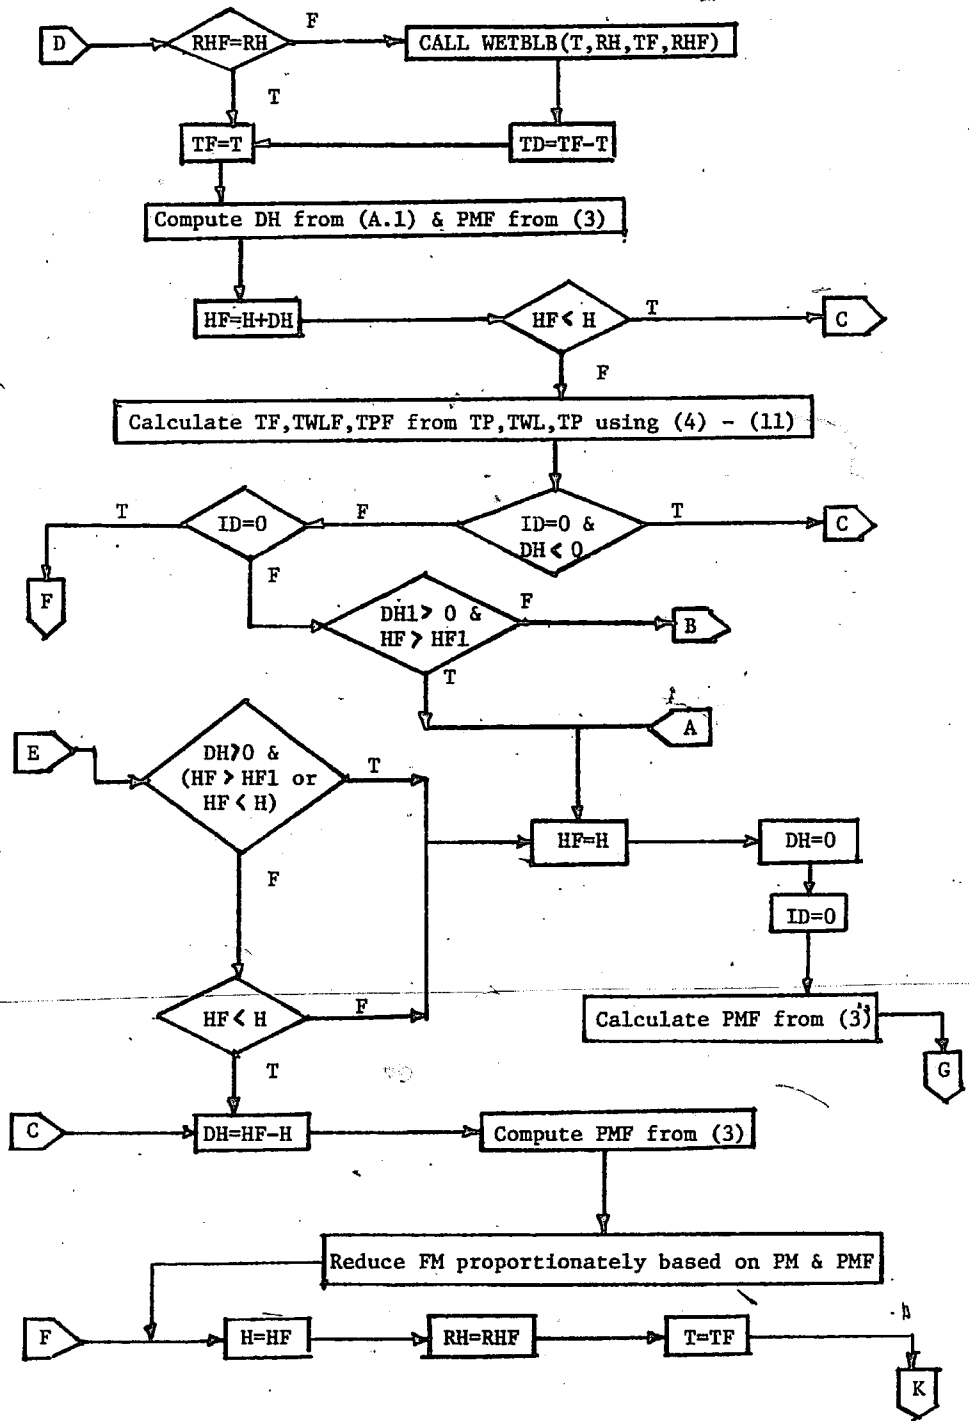 D
RHF=RH
F
CALL WETBLB(T,RH,TF,RHF)
T
TF=T
TD=TF-T
Compute DH from (A.1) & PMF from (3)
HF=H+DH
HF< H
T
C
F
Calculate TF,TWLF,TPF from TP,TWL,TP using (4) - (11)
T
ID=0
F
ID=0 &
DH< 0
T
C
F
F
DH1> 0 &
HF> HF1
F
B
T
A
E
DH>0 &
(HF> HF1 or
HF< H)
T
HF=H
DH=0
F
ID=0
HF< H
F
Calculate PMF from (3)
T
G
C
DH=HF-H
Compute PMF from (3)
Reduce FM proportionately based on PM & PMF
F
H=HF
RH=RHF
T=TF
K